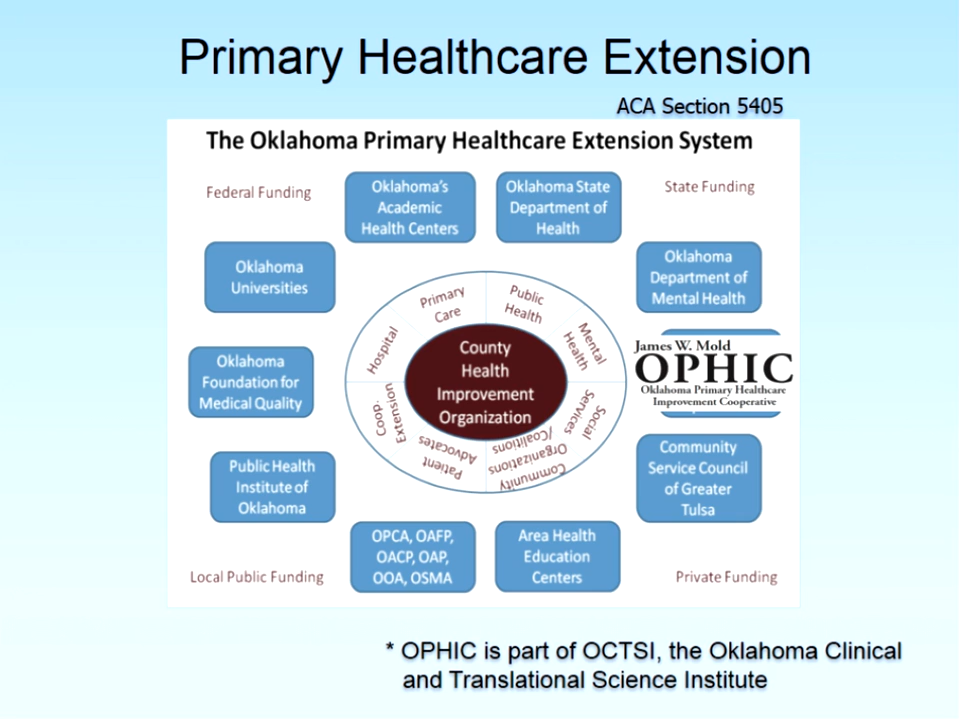 Primary Healthcare Extension
ACA Section 5405
The Oklahoma Primary Healthcare Extension System
Federal Funding
Oklahoma's
Academic
Health Centers
Oklahoma State
Department of
Health
State Funding
Oklahoma
Universities
Oklahoma
Department of
Mental Health
Oklahoma
Foundation for
Medical Quality
James W. Mold
OPHIC
Oklahoma Primary Healthcare
Improvement Cooperative
Public Health
Institute of
Oklahoma
Community
Service Council
of Greater
Tulsa
OPCA, OAFP,
OACP, OAP,
OOA, OSMA
Area Health
Education
Centers
Local Public Funding
Private Funding
Primary
Care
Public
Health
Mental
Health
Social
Services
Community
Organizations
/Coalitions
Patient
Advocates
Coop.
Extension
Hospital
County
Health
Improvement
Organization
* OPHIC is part of OCTSI, the Oklahoma Clinical
and Translational Science Institute